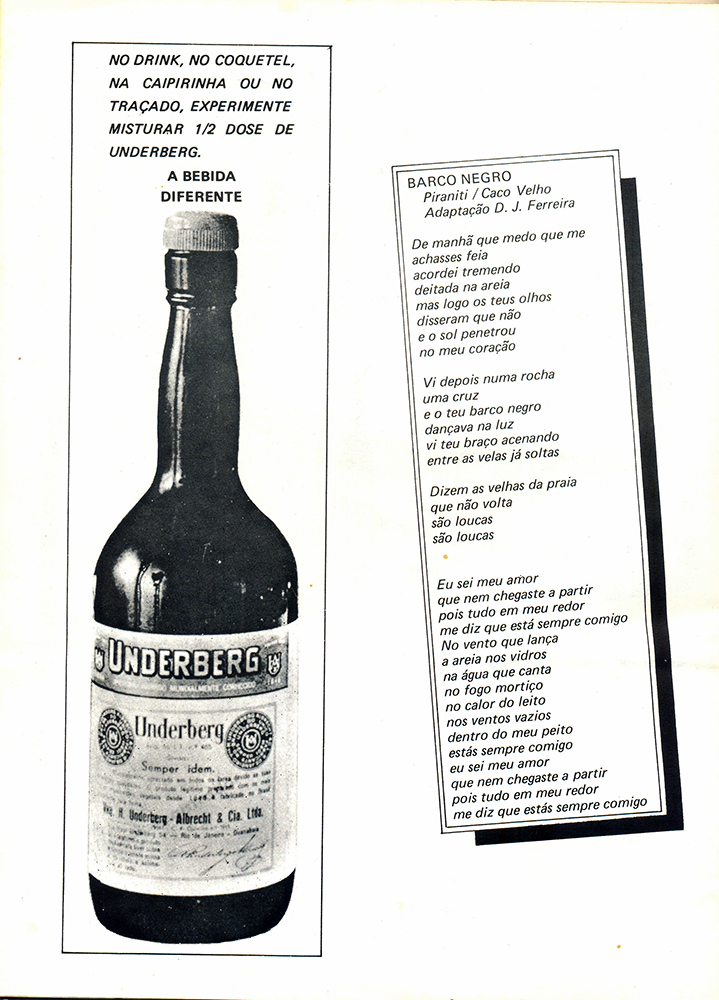 NO DRINK, NO COQUETEL,
NA CAIPIRINHA OU NO
TRAÇADO, EXPERIMENTE
MISTURAR 1/2 DOSE DE
UNDERBERG.
A BEBIDA
DIFERENTE
UNDERBERG
MUNDIALMENTE CONHECIDO
Underberg
Semper idem.
H. Underberg - Albrecht & Cia. Ltda.
Rio de Janeiro - Guanabara
BARCO NEGRO
Piraniti / Caco Velho
Adaptação D. J. Ferreira
De manhã que medo que me
achasses feia
acordei tremendo
deitada na areia
mas logo os teus olhos
disseram que não
e o sol penetrou
no meu coração
Vi depois numa rocha
uma cruz
e o teu barco negro
dançava na luz
vi teu braço acenando
entre as velas já soltas
Dizem as velhas da praia
que não volta
são loucas
são loucas
Eu sei meu amor
que nem chegaste a partir
pois tudo em meu redor
me diz que está sempre comigo
No vento que lança
a areia nos vidros
na água que canta
no fogo mortiço
no calor do leito
nos ventos vazios
dentro do meu peito
estás sempre comigo
eu sei meu amor
que nem chegaste a partir
pois tudo em meu redor
me diz que estás sempre comigo